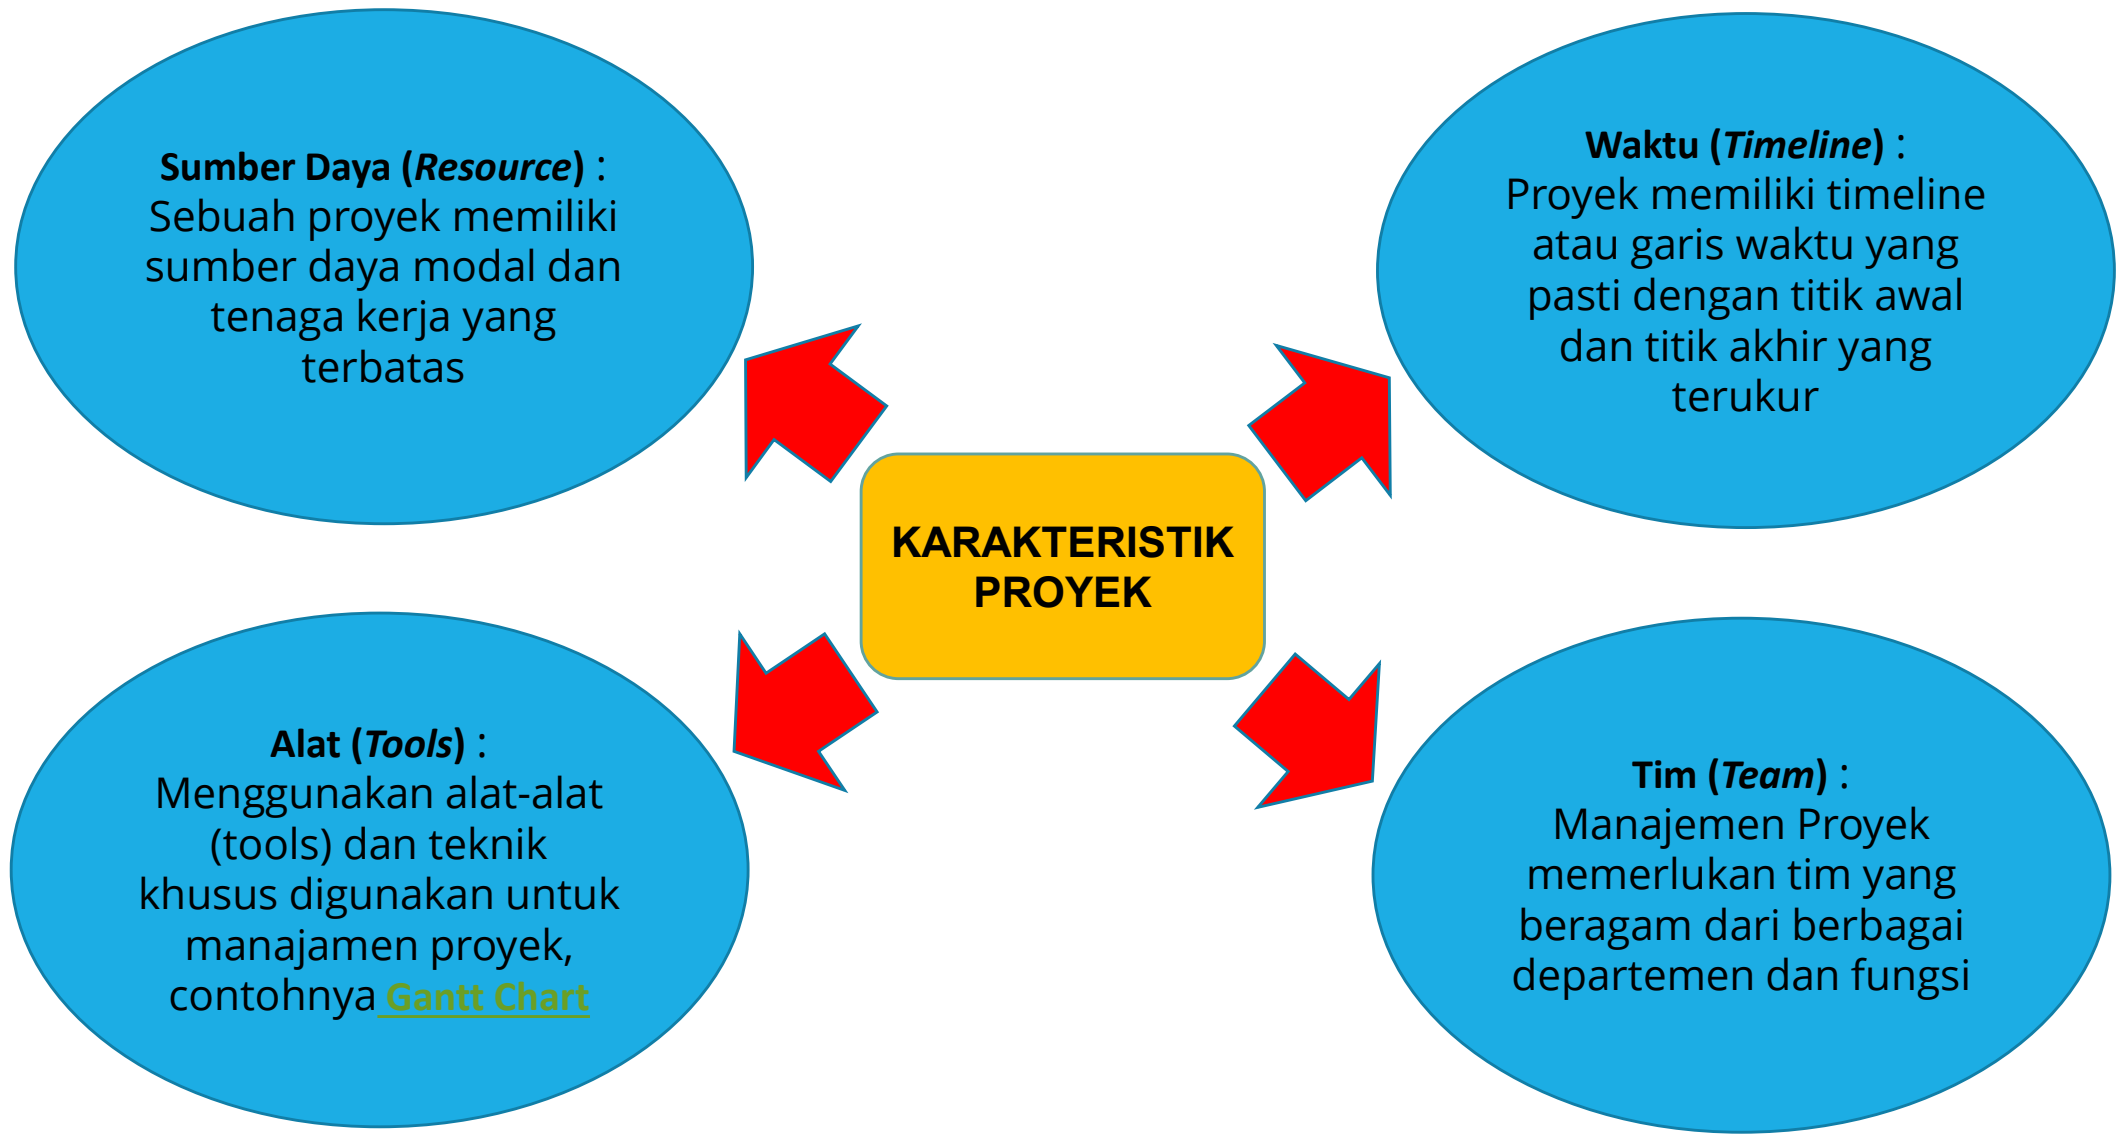 Sumber Daya (Resource) :
Sebuah proyek memiliki
sumber daya modal dan
tenaga kerja yang
terbatas
Waktu (Timeline) :
Proyek memiliki timeline
atau garis waktu yang
pasti dengan titik awal
dan titik akhir yang
terukur
KARAKTERISTIK
PROYEK
Alat (Tools) :
Menggunakan alat-alat
(tools) dan teknik
khusus digunakan untuk
manajamen proyek,
contohnya Gantt Chart
Tim (Team) :
Manajemen Proyek
memerlukan tim yang
beragam dari berbagai
departemen dan fungsi